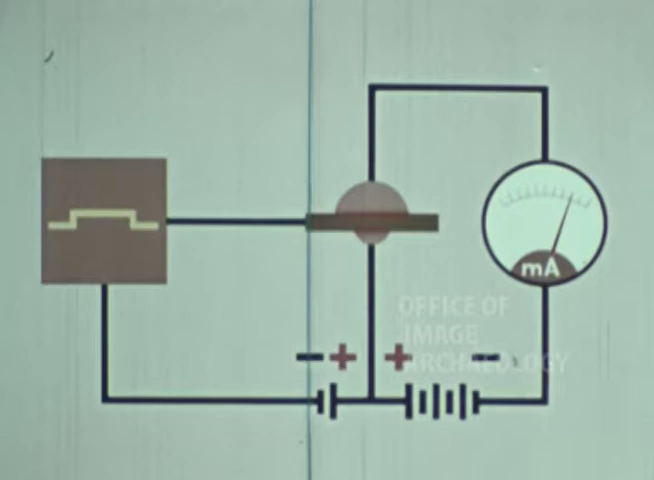 mA
OFFICE OF
IMAGE
ARCHAEOLOGY
- +
+ -